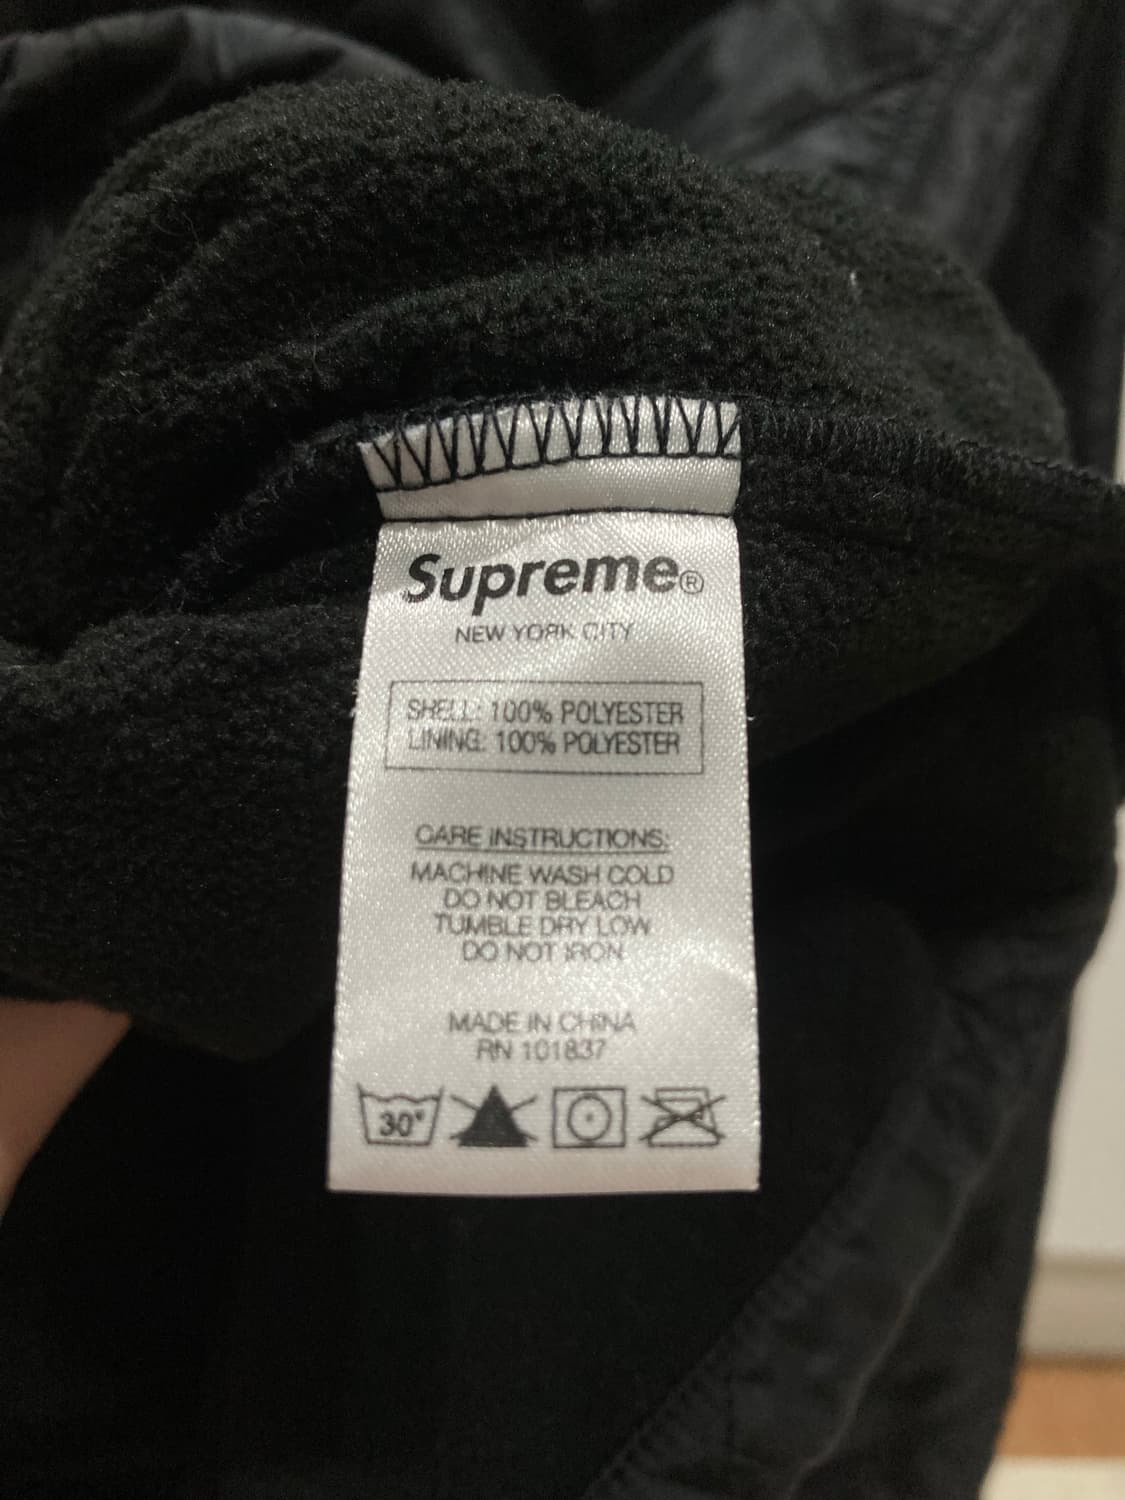 Supreme®
NEW YORK CITY
SHELL: 100% POLYESTER
LINING: 100% POLYESTER
CARE INSTRUCTIONS:
MACHINE WASH COLD
DO NOT BLEACH
TUMBLE DRY LOW
DO NOT IRON
MADE IN CHINA
RN 101837
30°